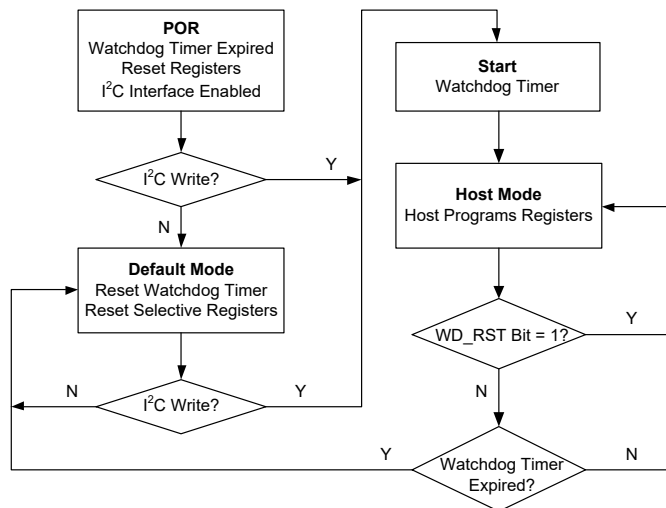 POR
Watchdog Timer Expired
Reset Registers
I²C Interface Enabled
Start
Watchdog Timer
I²C Write?
Y
N
Host Mode
Host Programs Registers
Default Mode
Reset Watchdog Timer
Reset Selective Registers
WD_RST Bit = 1?
Y
N
I²C Write?
N
Y
Watchdog Timer
Expired?
Y
N